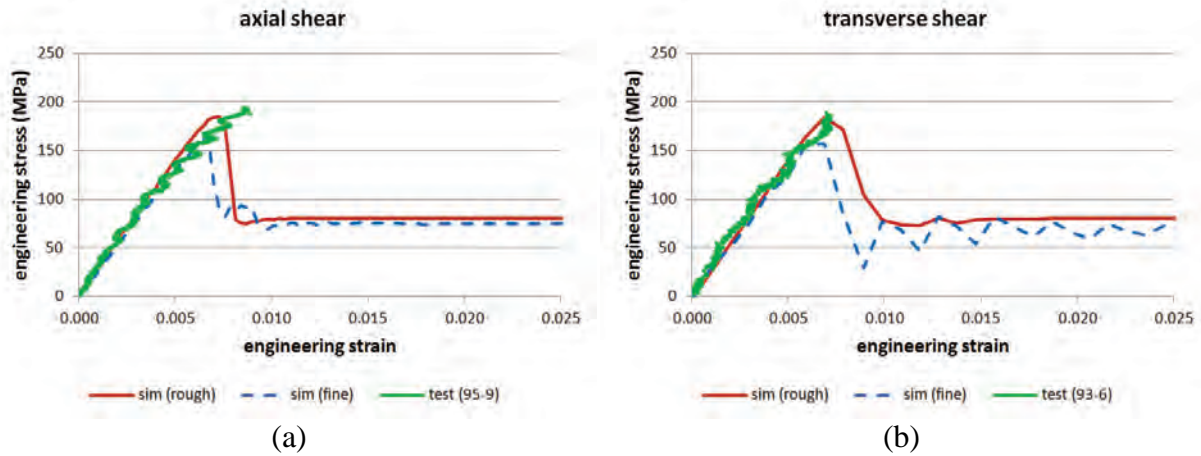 axial shear
250
200
150
100
50
0
engineering stress (MPa)
0.000 0.005 0.010 0.015 0.020 0.025
engineering strain
sim (rough) sim (fine) test (95-9)
(a)
transverse shear
250
200
150
100
50
0
engineering stress (MPa)
0.000 0.005 0.010 0.015 0.020 0.025
engineering strain
sim (rough) sim (fine) test (93-6)
(b)